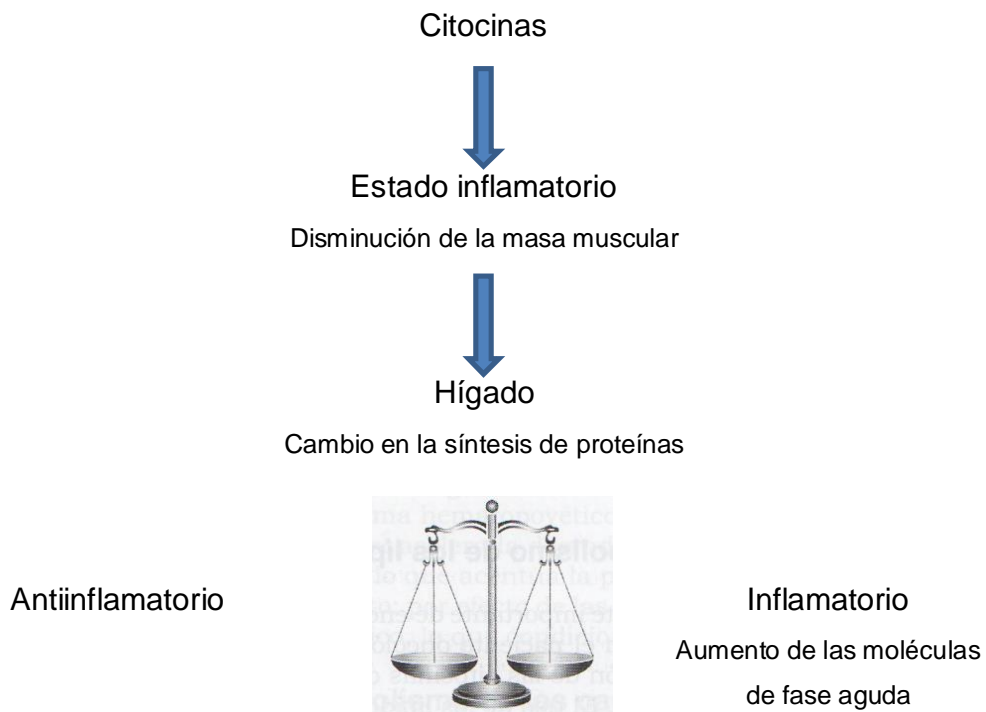 Citocinas
Estado inflamatorio
Disminución de la masa muscular
Hígado
Cambio en la síntesis de proteínas
Antiinflamatorio
Inflamatorio
Aumento de las moléculas
de fase aguda